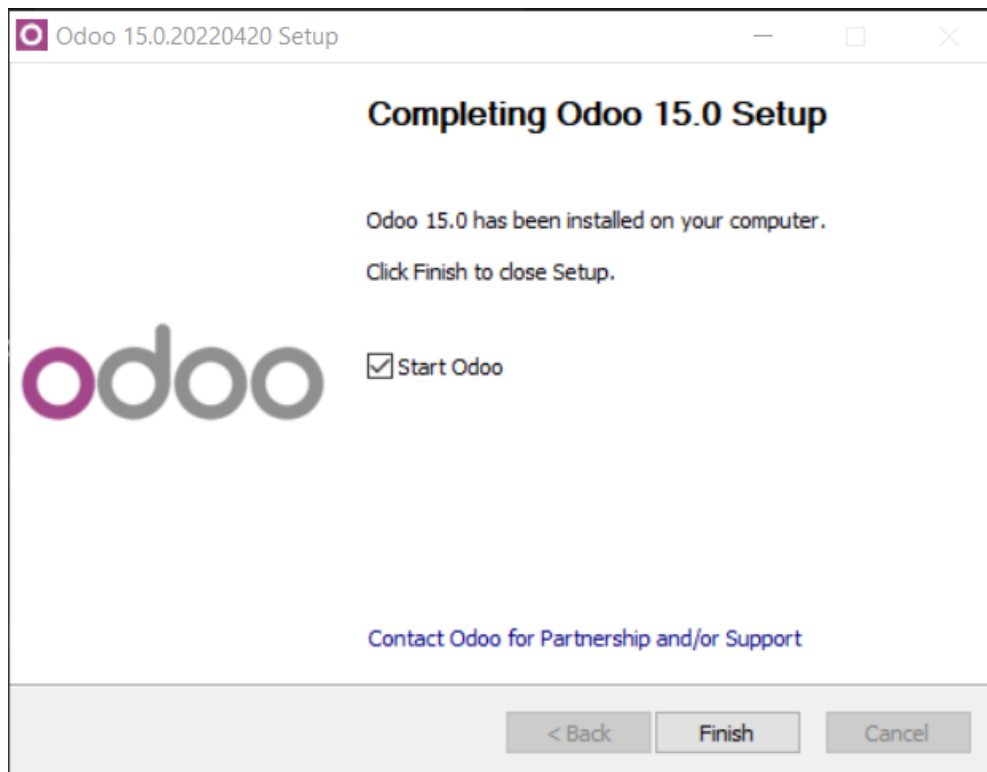 Odoo 15.0.20220420 Setup
Completing Odoo 15.0 Setup
Odoo 15.0 has been installed on your computer.
Click Finish to close Setup.
odoo
Start Odoo
Contact Odoo for Partnership and/or Support
< Back
Finish
Cancel